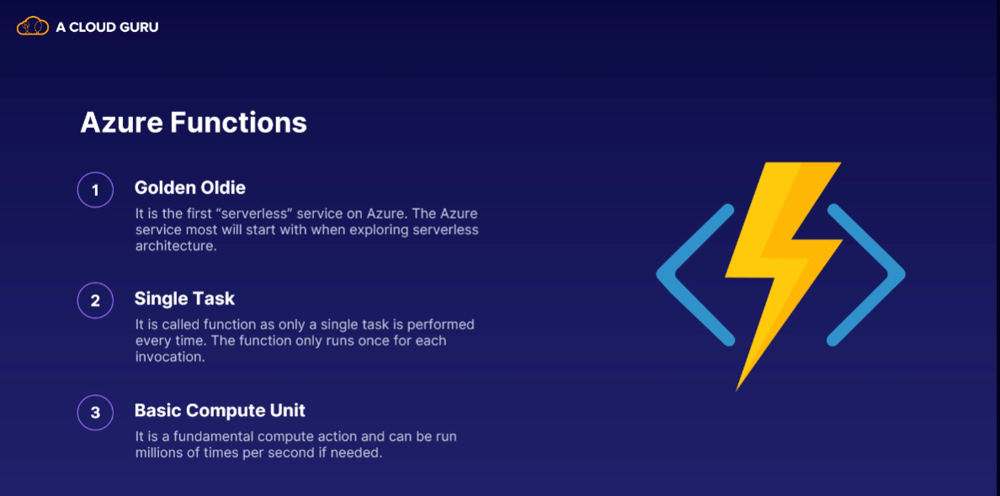 A CLOUD GURU
Azure Functions
1
Golden Oldie
It is the first “serverless” service on Azure. The Azure
service most will start with when exploring serverless
architecture.
2
Single Task
It is called function as only a single task is performed
every time. The function only runs once for each
invocation.
3
Basic Compute Unit
It is a fundamental compute action and can be run
millions of times per second if needed.